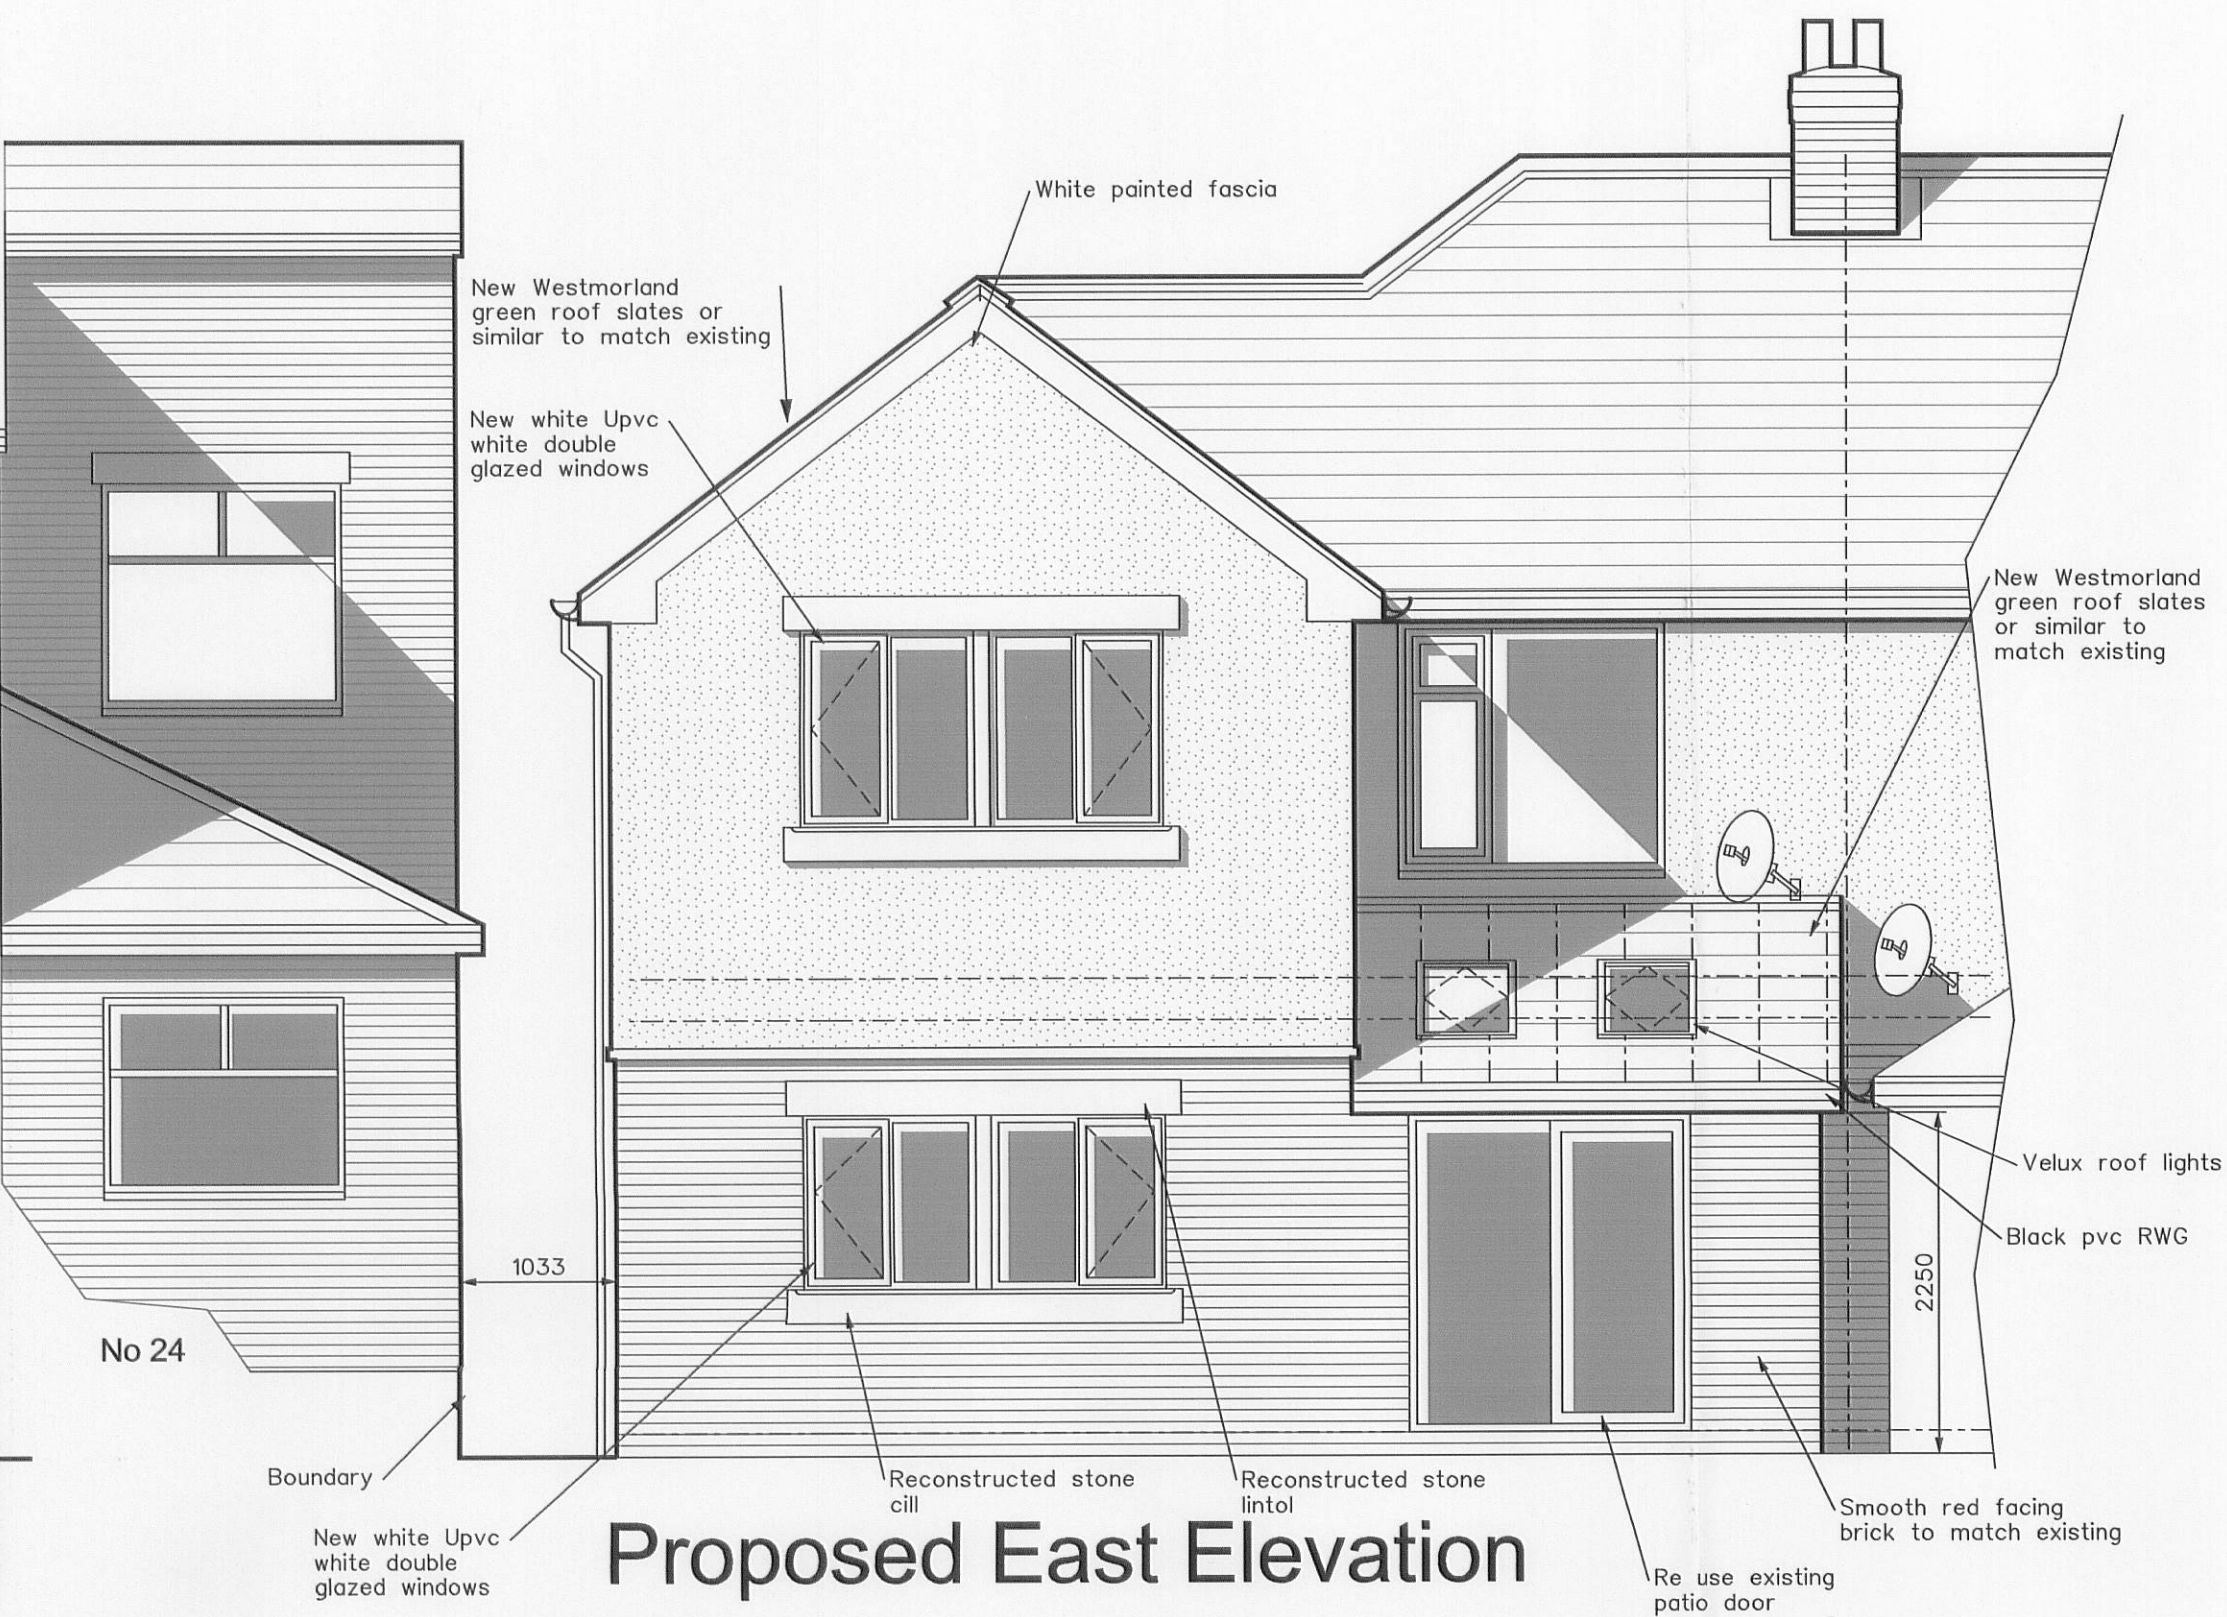 White painted fascia
New Westmorland
green roof slates or
similar to match existing
New white Upvc
white double
glazed windows
New Westmorland
green roof slates
or similar to
match existing
Velux roof lights
Black pvc RWG
2250
1033
No 24
Boundary
Reconstructed stone
cill
Reconstructed stone
lintol
Smooth red facing
brick to match existing
New white Upvc
white double
glazed windows
Proposed East Elevation
Re use existing
patio door